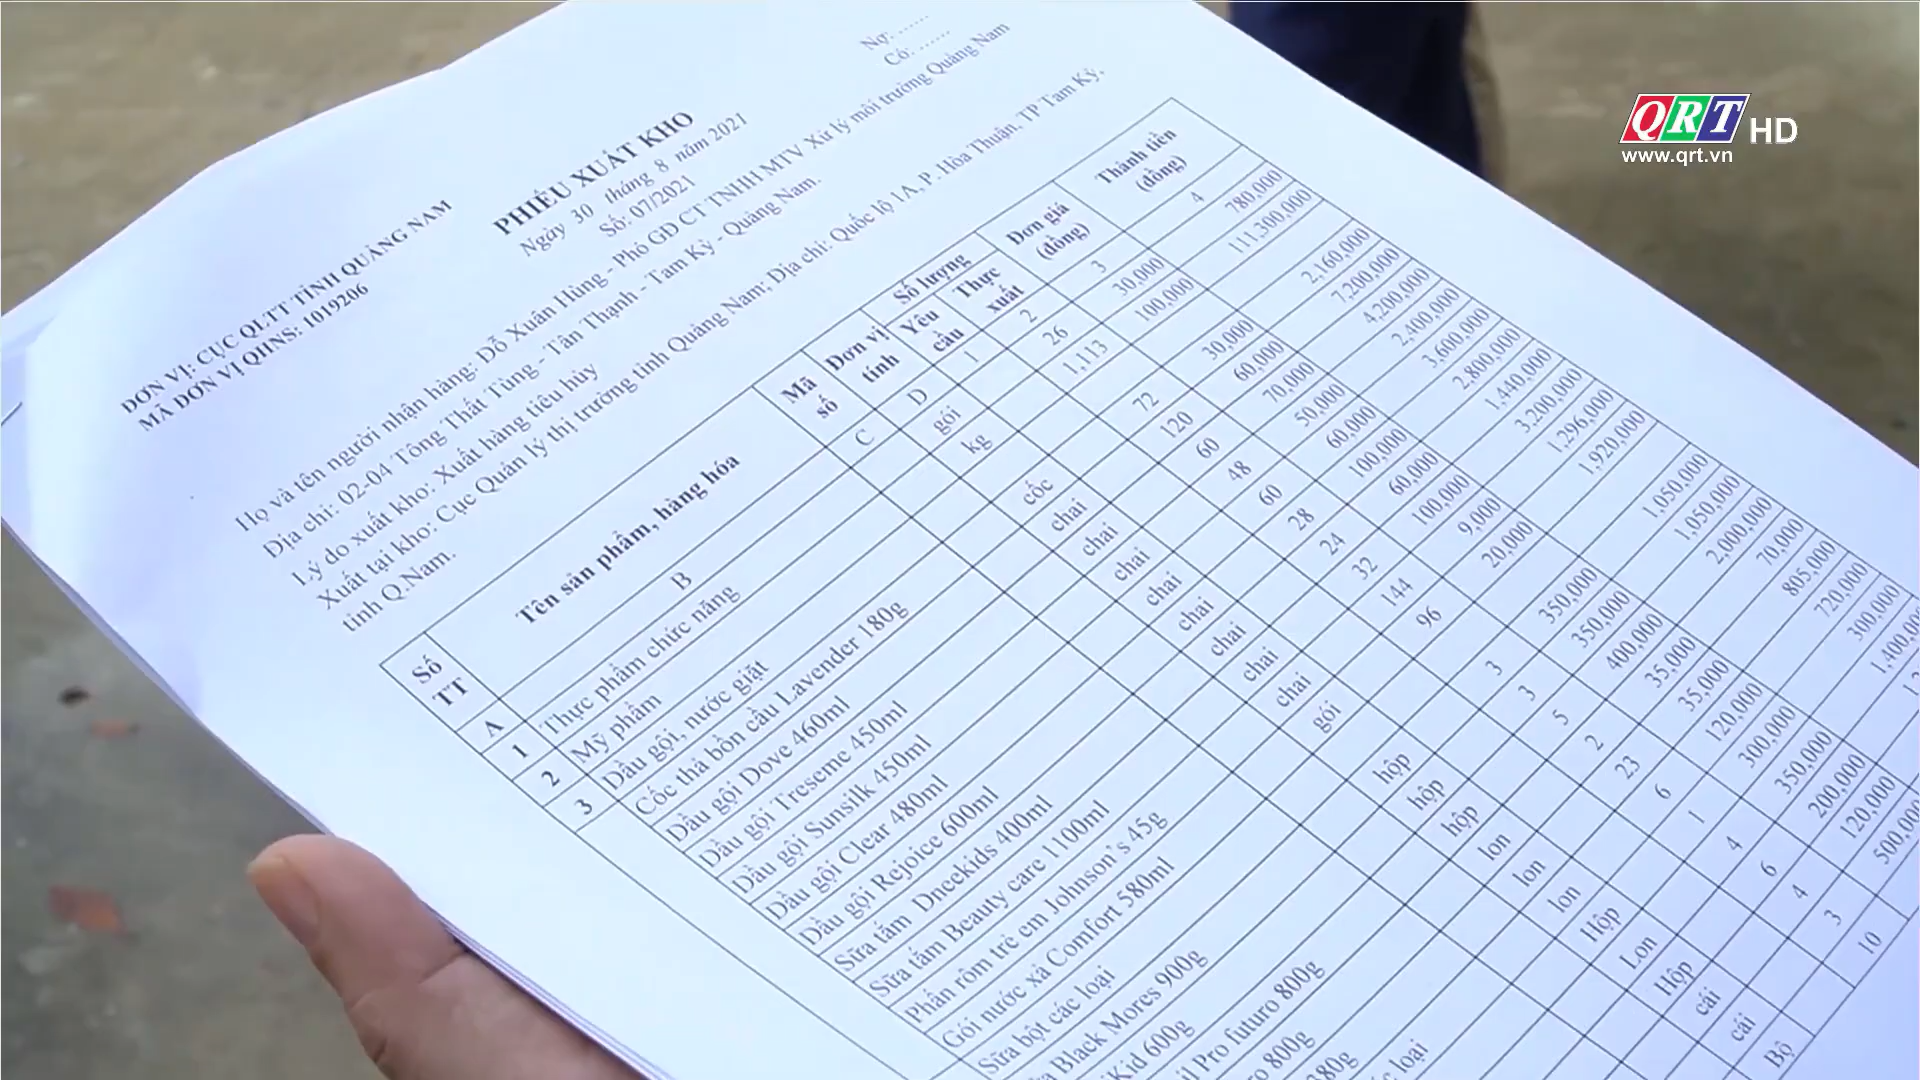 QRT HD
www.qrt.vn
Nợ: ......
Có: ......
ĐƠN VỊ: CỤC QLTT TỈNH QUẢNG NAM
MÃ ĐƠN VỊ QHNS: 1019206
PHIẾU XUẤT KHO
Ngày 30 tháng 8 năm 2021
Số: 07/2021
Họ và tên người nhận hàng: Đỗ Xuân Hùng - Phó GĐ CT TNHH MTV Xử lý môi trường Quảng Nam
Địa chỉ: 02-04 Tông Thất Tùng - Tân Thạnh - Tam Kỳ - Quảng Nam.
Lý do xuất kho: Xuất hàng tiêu hủy
Xuất tại kho: Cục Quản lý thị trường tỉnh Quảng Nam; Địa chỉ: Quốc lộ 1A, P. Hòa Thuận, TP Tam Kỳ,
tỉnh Q.Nam.
Số TT Tên sản phẩm, hàng hóa Mã số Đơn vị tính Số lượng Yêu cầu Thực xuất Đơn giá (đồng) Thành tiền (đồng)
A B C D 1 2 3 4
1 Thực phẩm chức năng gói 26 30,000 780,000
2 Mỹ phẩm kg 1,113 100,000 111,300,000
3 Dầu gội, nước giặt
Cốc thả bồn cầu Lavender 180g cốc 72 30,000 2,160,000
Dầu gội Dove 460ml chai 120 60,000 7,200,000
Dầu gội Treseme 450ml chai 60 70,000 4,200,000
Dầu gội Sunsilk 450ml chai 48 50,000 2,400,000
Dầu gội Clear 480ml chai 60 60,000 3,600,000
Dầu gội Rejoice 600ml chai 28 100,000 2,800,000
Sữa tắm Dneekids 400ml chai 24 60,000 1,440,000
Sữa tắm Beauty care 1100ml chai 32 100,000 3,200,000
Phấn rôm trẻ em Johnson's 45g chai 144 9,000 1,296,000
Gói nước xả Comfort 580ml gói 96 20,000 1,920,000
Sữa bột các loại
Black Mores 900g hộp 3 350,000 1,050,000
Kid 600g hộp 3 350,000 1,050,000
Pro futuro 800g hộp 5 400,000 2,000,000
800g lon 2 35,000 70,000
380g lon 23 35,000 805,000
loại lon 6 120,000 720,000
Hộp 1 300,000 300,000
Lon 4 350,000
Hộp 6 200,000
cái 4 120,000
cái 3 500,000
Bộ 10